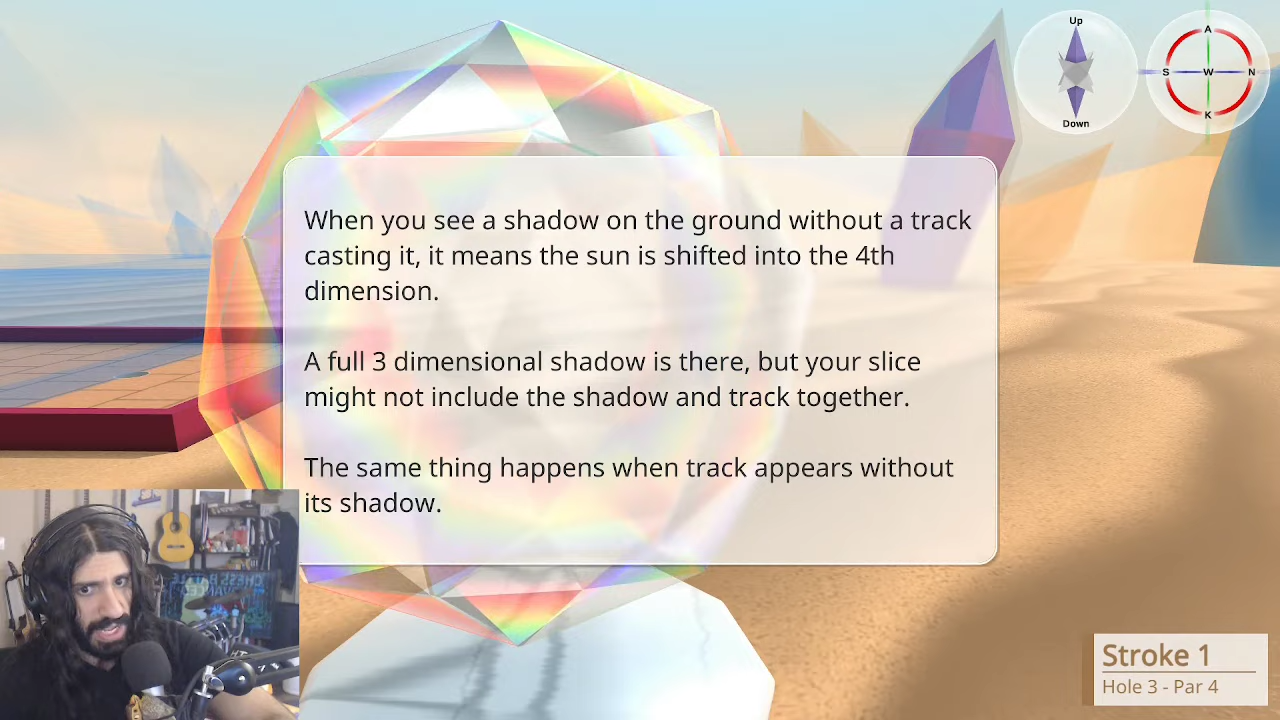 Up
Down
A
S W N
K
When you see a shadow on the ground without a track
casting it, it means the sun is shifted into the 4th
dimension.
A full 3 dimensional shadow is there, but your slice
might not include the shadow and track together.
The same thing happens when track appears without
its shadow.
Stroke 1
Hole 3 - Par 4